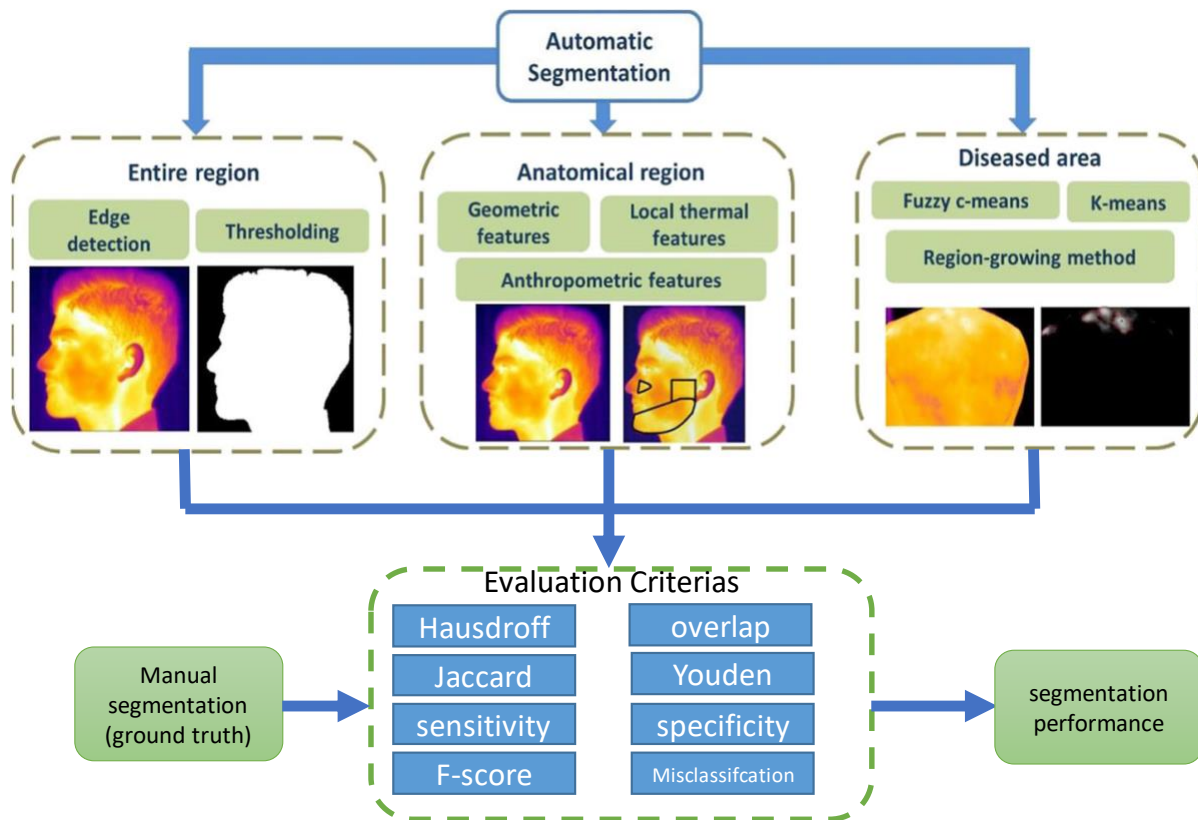 Automatic
Segmentation
Entire region
Edge
detection
Thresholding
Anatomical region
Geometric
features
Local thermal
features
Anthropometric features
Diseased area
Fuzzy c-means
K-means
Region-growing method
Evaluation Criterias
Hausdroff
overlap
Jaccard
Youden
sensitivity
specificity
F-score
Misclassifcation
Manual
segmentation
(ground truth)
segmentation
performance